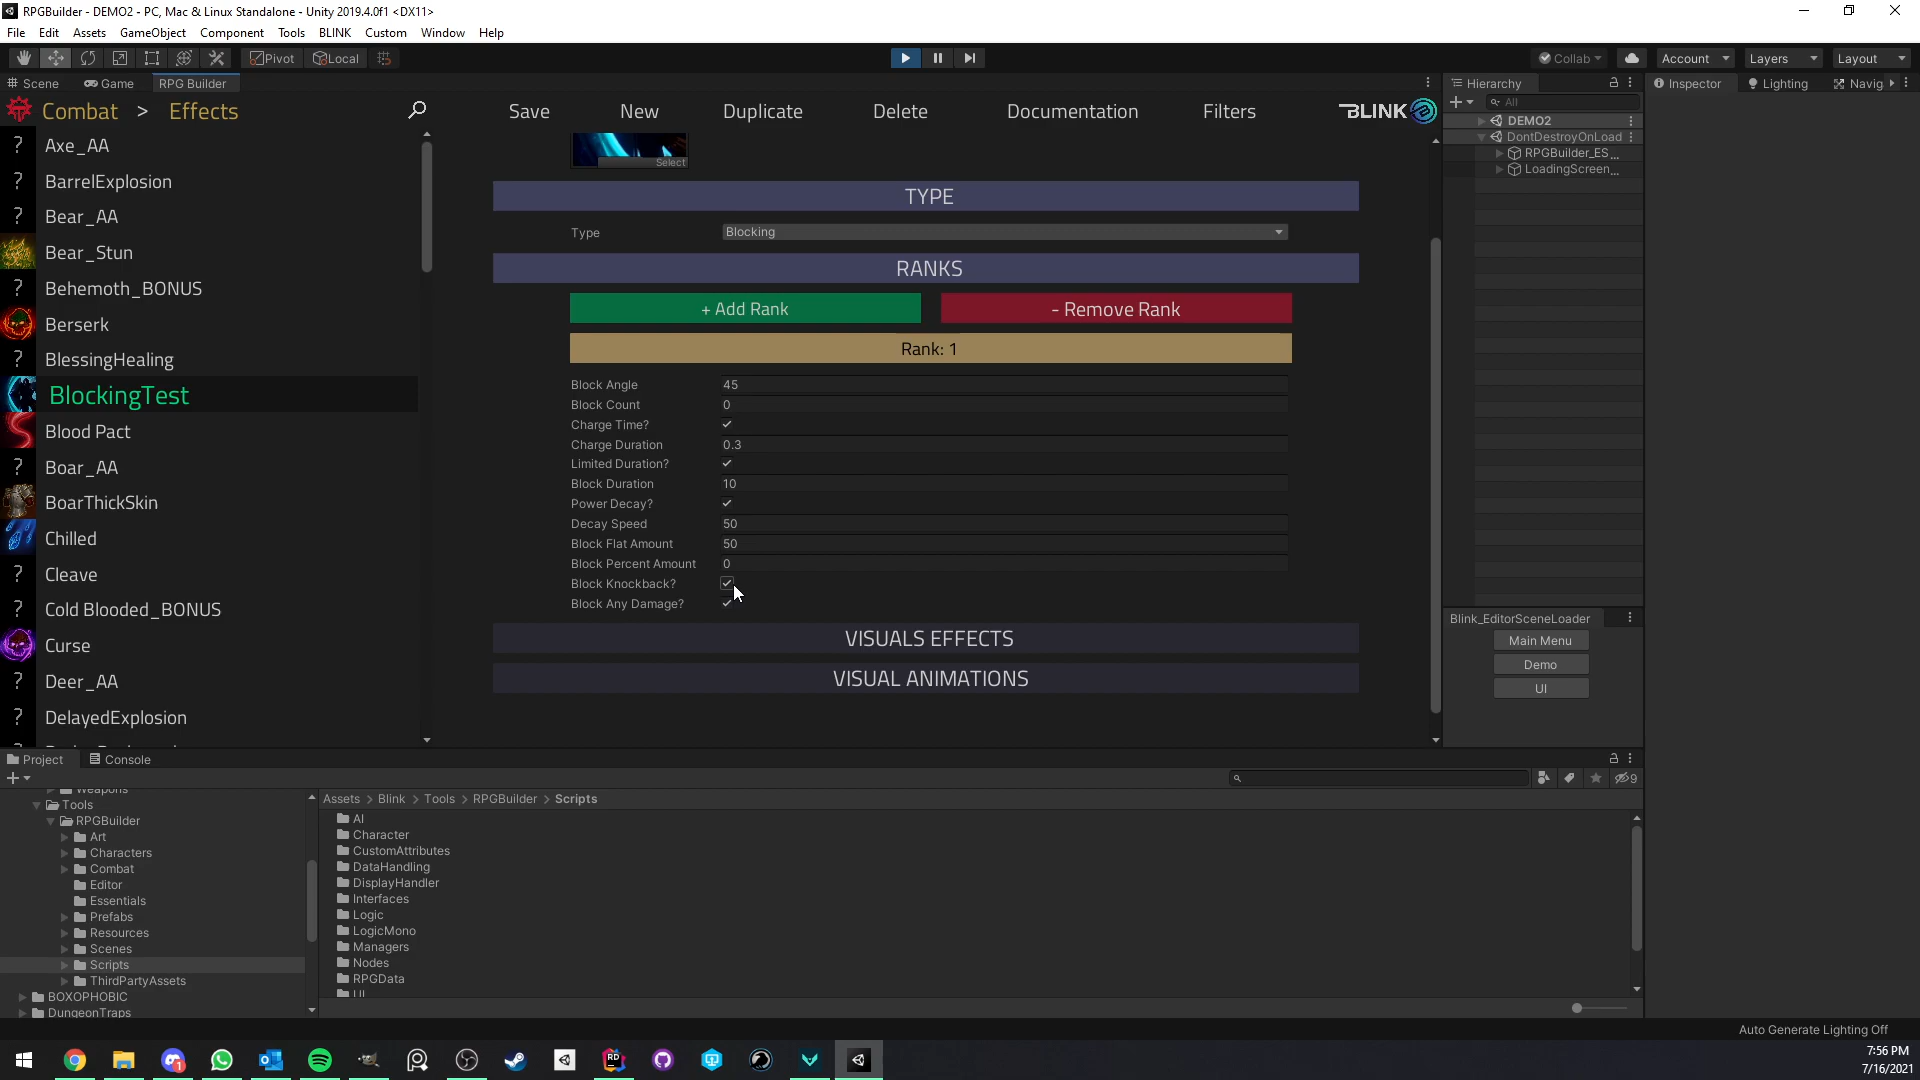 RPGBuilder - DEMO2 - PC, Mac & Linux Standalone - Unity 2019.4.0f1 <DX11>
File Edit Assets GameObject Component Tools BLINK Custom Window Help
Pivot Local Collab Account Layers Layout
Scene Game RPG Builder Hierarchy Inspector Lighting Navig
Combat > Effects Save New Duplicate Delete Documentation Filters BLINK
All
DEMO2
DontDestroyOnLoad
RPGBuilder_ES...
LoadingScreen...
? Axe_AA
? BarrelExplosion
? Bear_AA
Bear_Stun
? Behemoth_BONUS
Berserk
? BlessingHealing
BlockingTest
Blood Pact
? Boar_AA
BoarThickSkin
Chilled
? Cleave
? Cold Blooded_BONUS
Curse
? Deer_AA
? DelayedExplosion
Select
TYPE
Type Blocking
RANKS
+ Add Rank - Remove Rank
Rank: 1
Block Angle 45
Block Count 0
Charge Time?
Charge Duration 0.3
Limited Duration?
Block Duration 10
Power Decay?
Decay Speed 50
Block Flat Amount 50
Block Percent Amount 0
Block Knockback?
Block Any Damage?
VISUALS EFFECTS
VISUAL ANIMATIONS
Blink_EditorSceneLoader
Main Menu
Demo
UI
Project Console
9
Weapons
Tools
RPGBuilder
Art
Characters
Combat
Editor
Essentials
Prefabs
Resources
Scenes
Scripts
ThirdPartyAssets
BOXOPHOBIC
DungeonTraps
Assets > Blink > Tools > RPGBuilder > Scripts
AI
Character
CustomAttributes
DataHandling
DisplayHandler
Interfaces
Logic
LogicMono
Managers
Nodes
RPGData
UI
Auto Generate Lighting Off
7:56 PM
7/16/2021